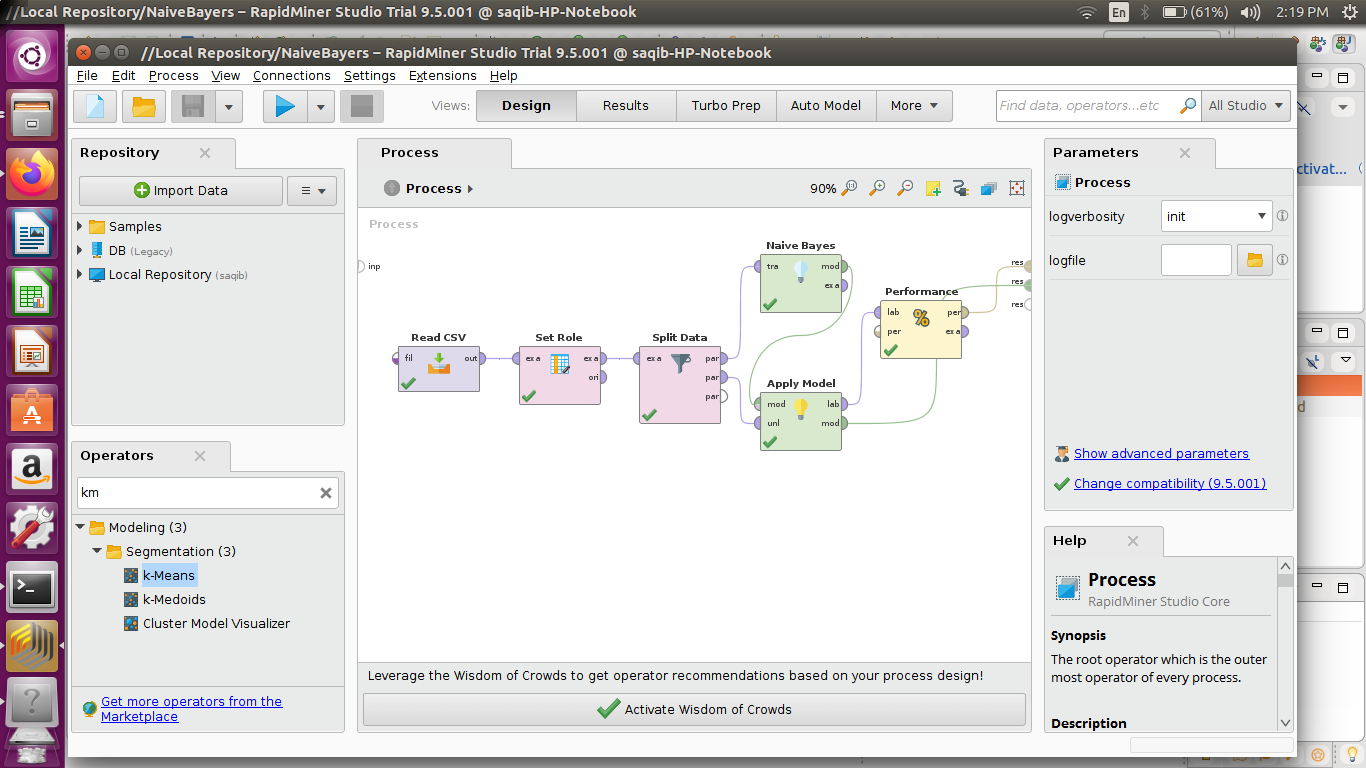 //Local Repository/NaiveBayers – RapidMiner Studio Trial 9.5.001 @ saqib-HP-Notebook
En
(61%)
2:19 PM
//Local Repository/NaiveBayers – RapidMiner Studio Trial 9.5.001 @ saqib-HP-Notebook
File Edit Process View Connections Settings Extensions Help
Views: Design Results Turbo Prep Auto Model More
Find data, operators...etc
All Studio
Repository
Import Data
Samples
DB (Legacy)
Local Repository (saqib)
Operators
km
Modeling (3)
Segmentation (3)
k-Means
k-Medoids
Cluster Model Visualizer
Get more operators from the
Marketplace
Process
Process
90%
Process
inp
Read CSV
fil out
Set Role
exa exa
ori
Split Data
exa par
par
par
Naive Bayes
tra mod
exa
Apply Model
mod lab
unl mod
Performance
lab per
per exa
%
res
res
res
Leverage the Wisdom of Crowds to get operator recommendations based on your process design!
Activate Wisdom of Crowds
Parameters
Process
logverbosity init
logfile
Show advanced parameters
Change compatibility (9.5.001)
Help
Process
RapidMiner Studio Core
Synopsis
The root operator which is the outer
most operator of every process.
Description
ctivat...
d